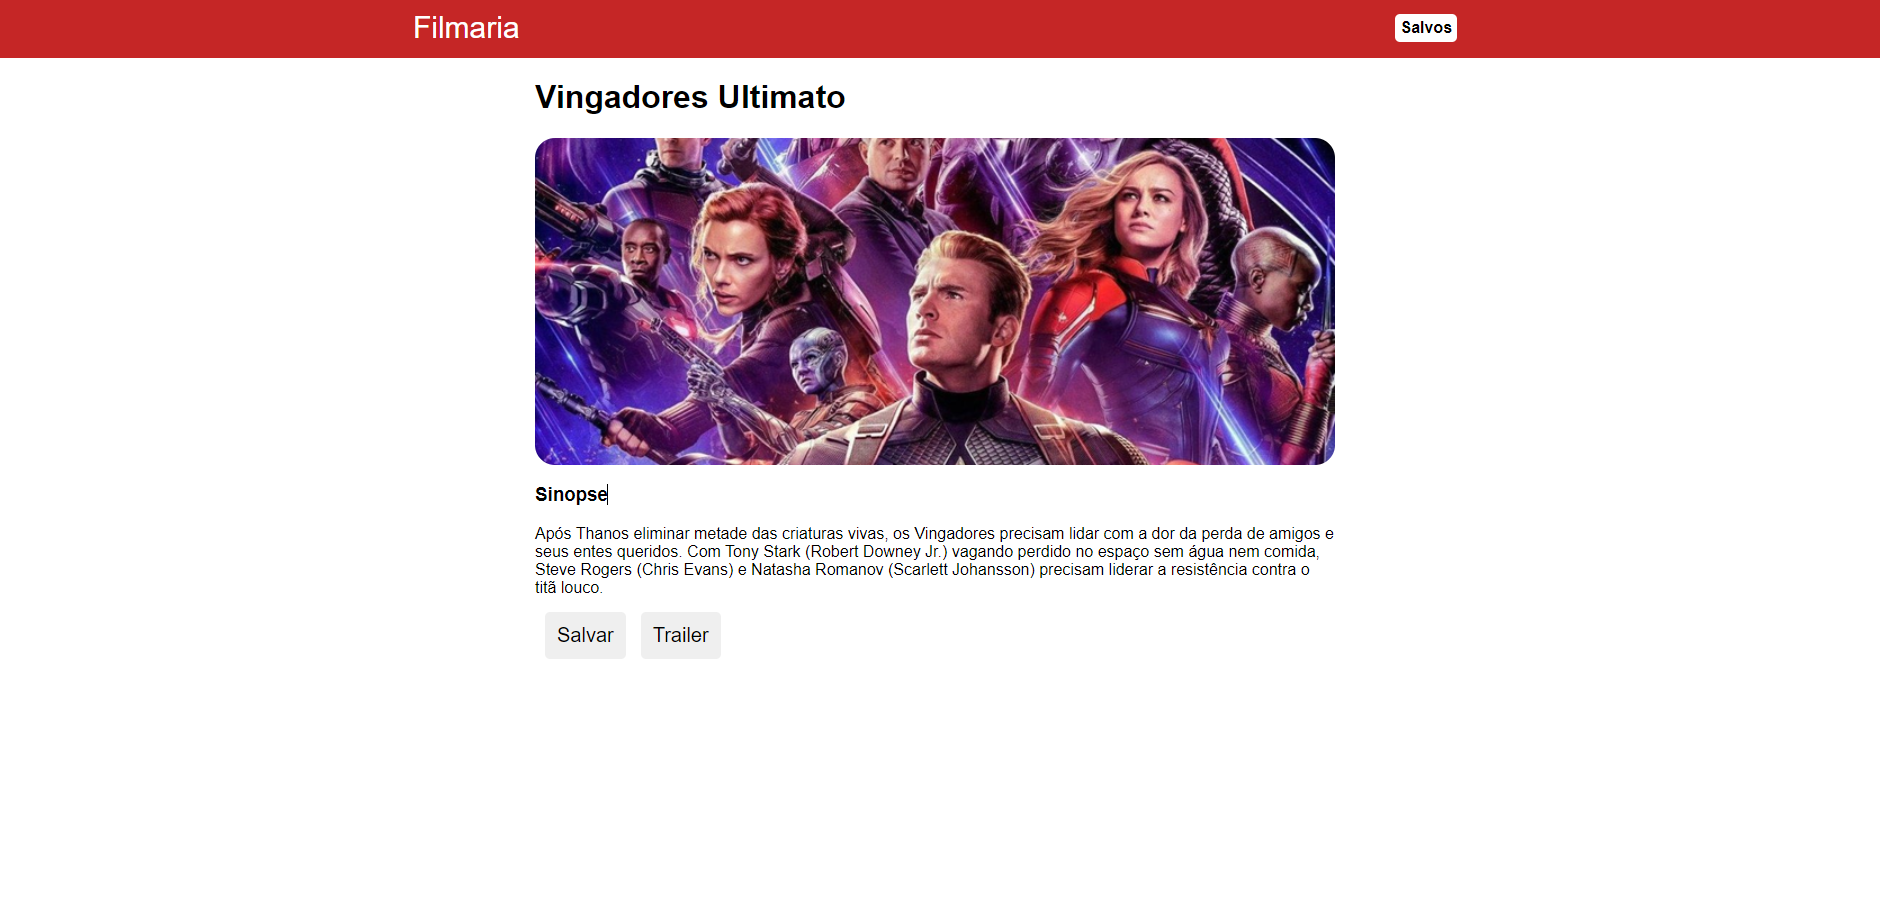 Filmaria
Salvos
Vingadores Ultimato
Sinopse
Após Thanos eliminar metade das criaturas vivas, os Vingadores precisam lidar com a dor da perda de amigos e
seus entes queridos. Com Tony Stark (Robert Downey Jr.) vagando perdido no espaço sem água nem comida,
Steve Rogers (Chris Evans) e Natasha Romanov (Scarlett Johansson) precisam liderar a resistência contra o
titã louco.
Salvar
Trailer